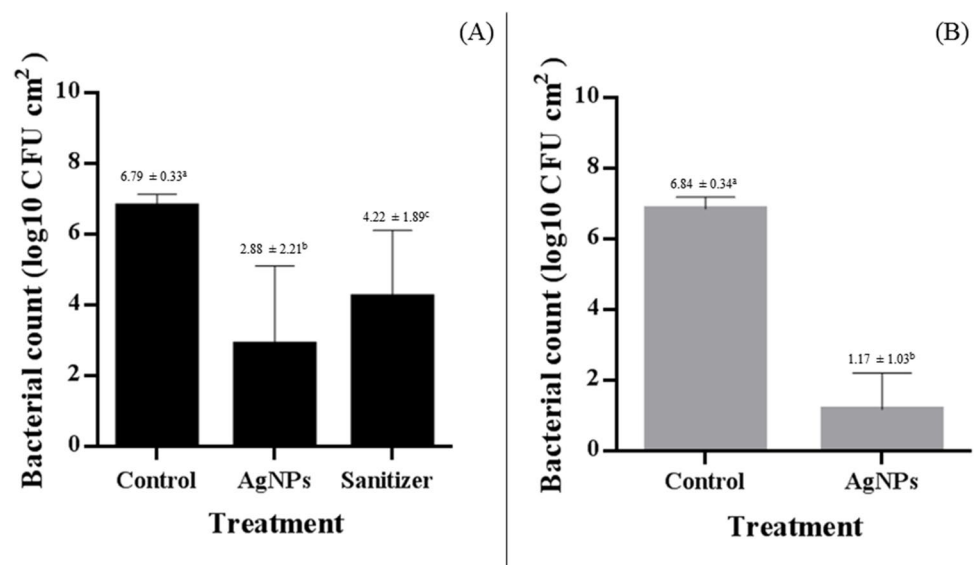 (A)
Bacterial count (log10 CFU cm²)
10
8
6
4
2
0
6.79 ± 0.33ᵃ
2.88 ± 2.21ᵇ
4.22 ± 1.89ᶜ
Control AgNPs Sanitizer
Treatment
(B)
Bacterial count (log10 CFU cm²)
10
8
6
4
2
0
6.84 ± 0.34ᵃ
1.17 ± 1.03ᵇ
Control AgNPs
Treatment